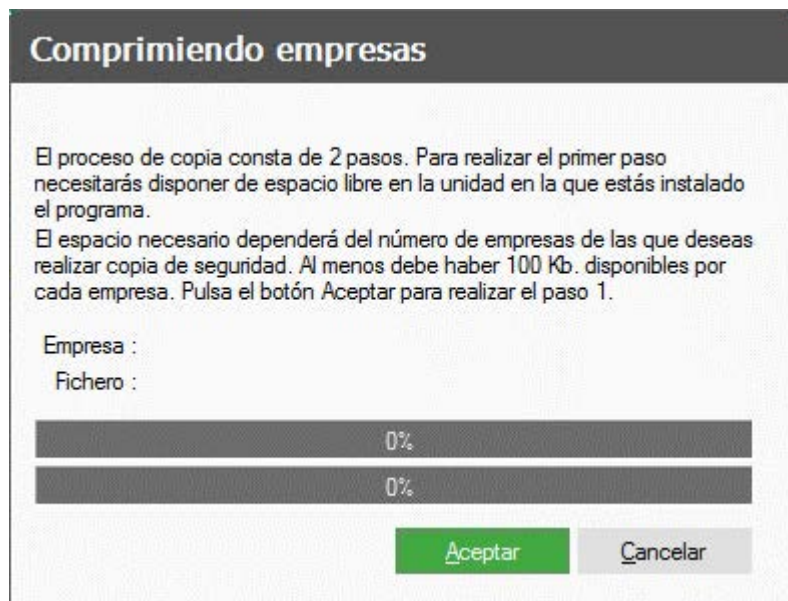 Comprimiendo empresas
El proceso de copia consta de 2 pasos. Para realizar el primer paso
necesitarás disponer de espacio libre en la unidad en la que estás instalado
el programa.
El espacio necesario dependerá del número de empresas de las que deseas
realizar copia de seguridad. Al menos debe haber 100 Kb. disponibles por
cada empresa. Pulsa el botón Aceptar para realizar el paso 1.
Empresa :
Fichero :
0%
0%
Aceptar Cancelar